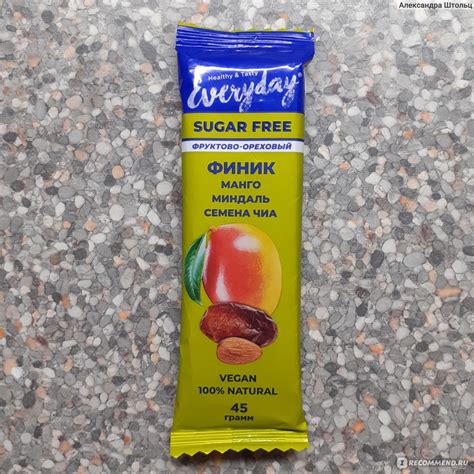 Александра Штольц
Healthy & Tasty
Everyday
SUGAR FREE
ФРУКТОВО-ОРЕХОВЫЙ
ФИНИК
МАНГО
МИНДАЛЬ
СЕМЕНА ЧИА
VEGAN
100% NATURAL
45
грамм
RECOMMEND.RU